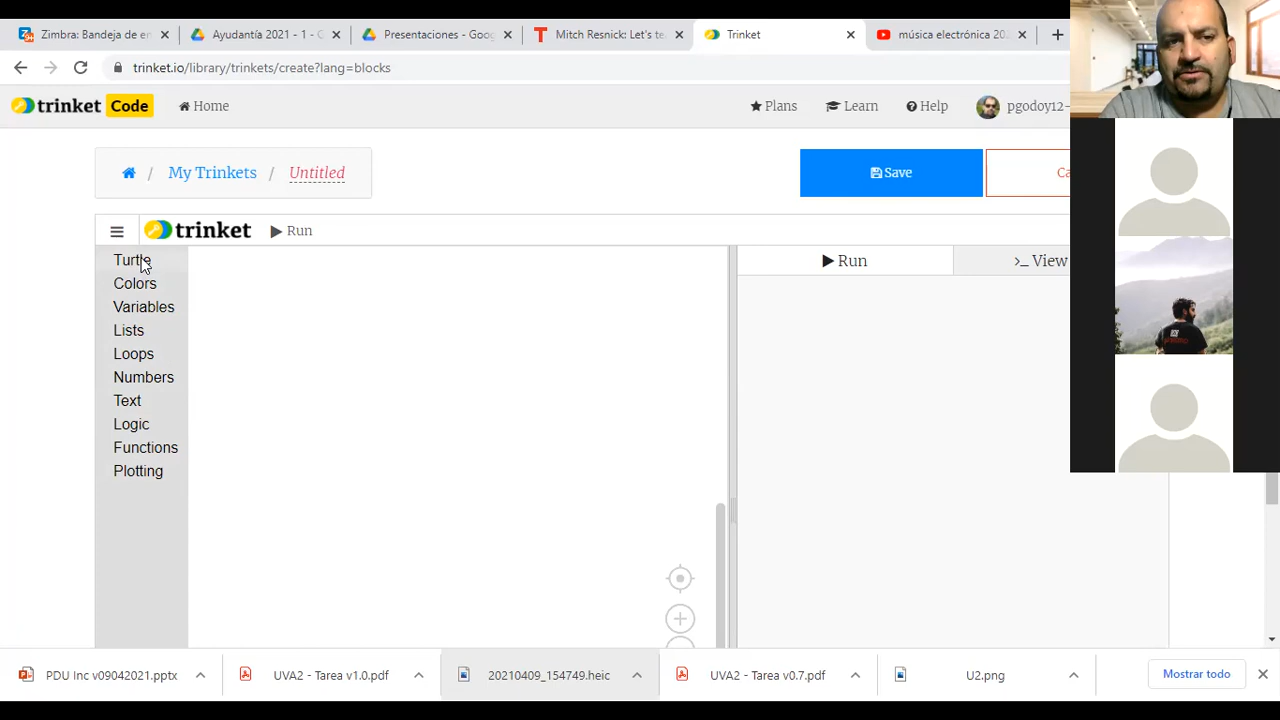 Zimbra: Bandeja de en
Ayudantía 2021 - 1 - G
Presentaciones - Goog
Mitch Resnick: Let's te
Trinket
música electrónica 202
trinket.io/library/trinkets/create?lang=blocks
trinket Code
Home
Plans
Learn
Help
pgodoy12-
/ My Trinkets / Untitled
Save
Ca
trinket
Run
Turtle
Colors
Variables
Lists
Loops
Numbers
Text
Logic
Functions
Plotting
Run
View
PDU Inc v09042021.pptx
UVA2 - Tarea v1.0.pdf
20210409_154749.heic
UVA2 - Tarea v0.7.pdf
U2.png
Mostrar todo